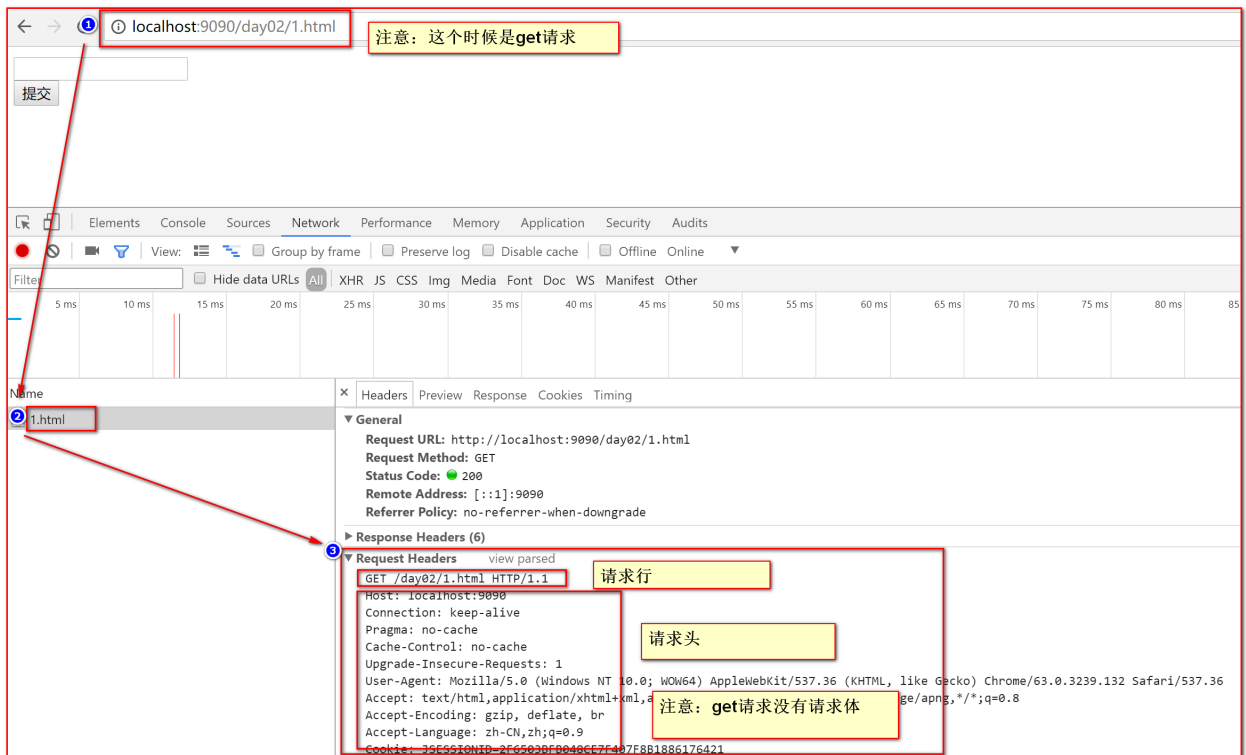 1 localhost:9090/day02/1.html
注意：这个时候是get请求
提交
Elements Console Sources Network Performance Memory Application Security Audits
View: Group by frame Preserve log Disable cache Offline Online
Filter Hide data URLs All XHR JS CSS Img Media Font Doc WS Manifest Other
5 ms 10 ms 15 ms 20 ms 25 ms 30 ms 35 ms 40 ms 45 ms 50 ms 55 ms 60 ms 65 ms 70 ms 75 ms 80 ms 85
Name
2 1.html
× Headers Preview Response Cookies Timing
General
Request URL: http://localhost:9090/day02/1.html
Request Method: GET
Status Code: 200
Remote Address: [::1]:9090
Referrer Policy: no-referrer-when-downgrade
Response Headers (6)
3 Request Headers view parsed
GET /day02/1.html HTTP/1.1
请求行
Host: localhost:9090
Connection: keep-alive
Pragma: no-cache
请求头
Cache-Control: no-cache
Upgrade-Insecure-Requests: 1
User-Agent: Mozilla/5.0 (Windows NT 10.0; WOW64) AppleWebKit/537.36 (KHTML, like Gecko) Chrome/63.0.3239.132 Safari/537.36
Accept: text/html,application/xhtml+xml,a ge/apng,*/*;q=0.8
注意：get请求没有请求体
Accept-Encoding: gzip, deflate, br
Accept-Language: zh-CN,zh;q=0.9
Cookie: